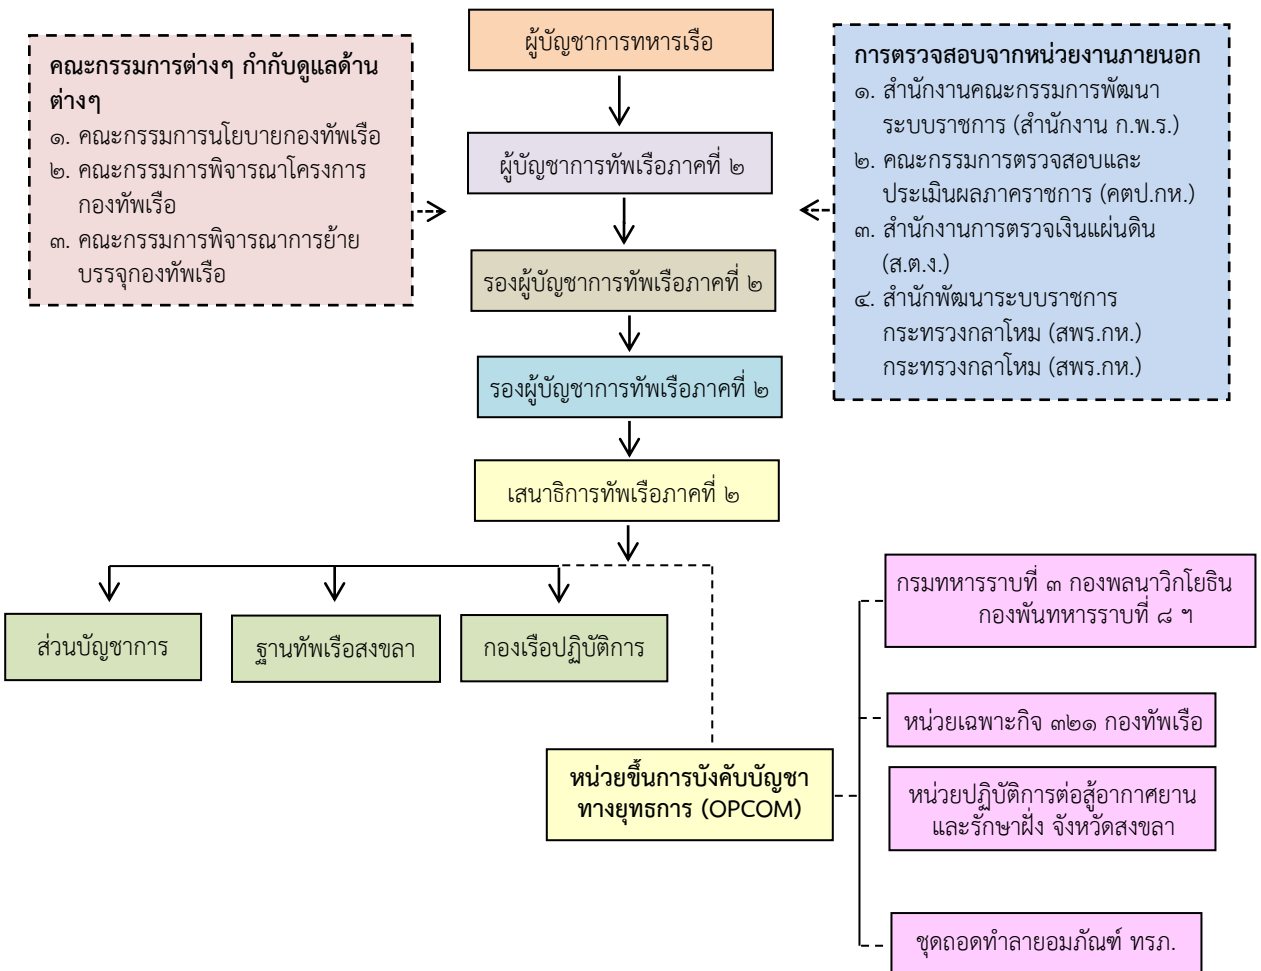 ผู้บัญชาการทหารเรือ
คณะกรรมการต่างๆ กำกับดูแลด้าน
ต่างๆ
๑. คณะกรรมการนโยบายกองทัพเรือ
๒. คณะกรรมการพิจารณาโครงการ
กองทัพเรือ
๓. คณะกรรมการพิจารณาการย้าย
บรรจุกองทัพเรือ
การตรวจสอบจากหน่วยงานภายนอก
๑. สำนักงานคณะกรรมการพัฒนา
ระบบราชการ (สำนักงาน ก.พ.ร.)
๒. คณะกรรมการตรวจสอบและ
ประเมินผลภาคราชการ (คตป.กห.)
๓. สำนักงานการตรวจเงินแผ่นดิน
(ส.ต.ง.)
๔. สำนักพัฒนาระบบราชการ
กระทรวงกลาโหม (สพร.กห.)
กระทรวงกลาโหม (สพร.กห.)
ผู้บัญชาการทัพเรือภาคที่ ๒
รองผู้บัญชาการทัพเรือภาคที่ ๒
รองผู้บัญชาการทัพเรือภาคที่ ๒
เสนาธิการทัพเรือภาคที่ ๒
ส่วนบัญชาการ
ฐานทัพเรือสงขลา
กองเรือปฏิบัติการ
หน่วยขึ้นการบังคับบัญชา
ทางยุทธการ (OPCOM)
กรมทหารราบที่ ๓ กองพลนาวิกโยธิน
กองพันทหารราบที่ ๘ ฯ
หน่วยเฉพาะกิจ ๓๒๑ กองทัพเรือ
หน่วยปฏิบัติการต่อสู้อากาศยาน
และรักษาฝั่ง จังหวัดสงขลา
ชุดถอดทำลายอมภัณฑ์ ทรภ.